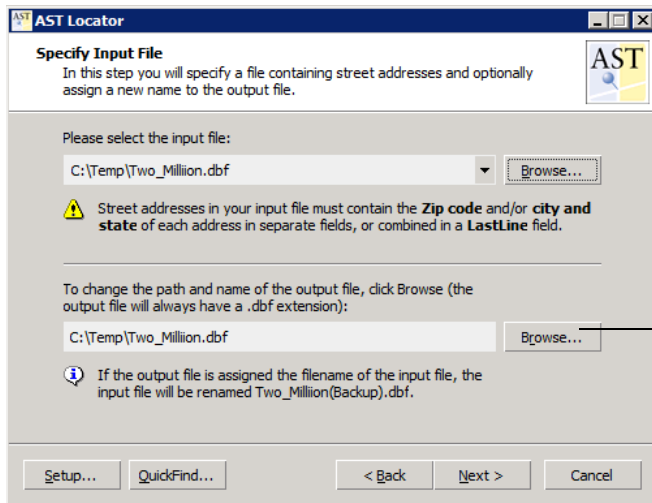 AST AST Locator
Specify Input File
In this step you will specify a file containing street addresses and optionally
assign a new name to the output file.
AST
Please select the input file:
C:\Temp\Two_Milliion.dbf
Browse...
Street addresses in your input file must contain the Zip code and/or city and
state of each address in separate fields, or combined in a LastLine field.
To change the path and name of the output file, click Browse (the
output file will always have a .dbf extension):
C:\Temp\Two_Milliion.dbf
Browse...
If the output file is assigned the filename of the input file, the
input file will be renamed Two_Milliion(Backup).dbf.
Setup... QuickFind... < Back Next > Cancel